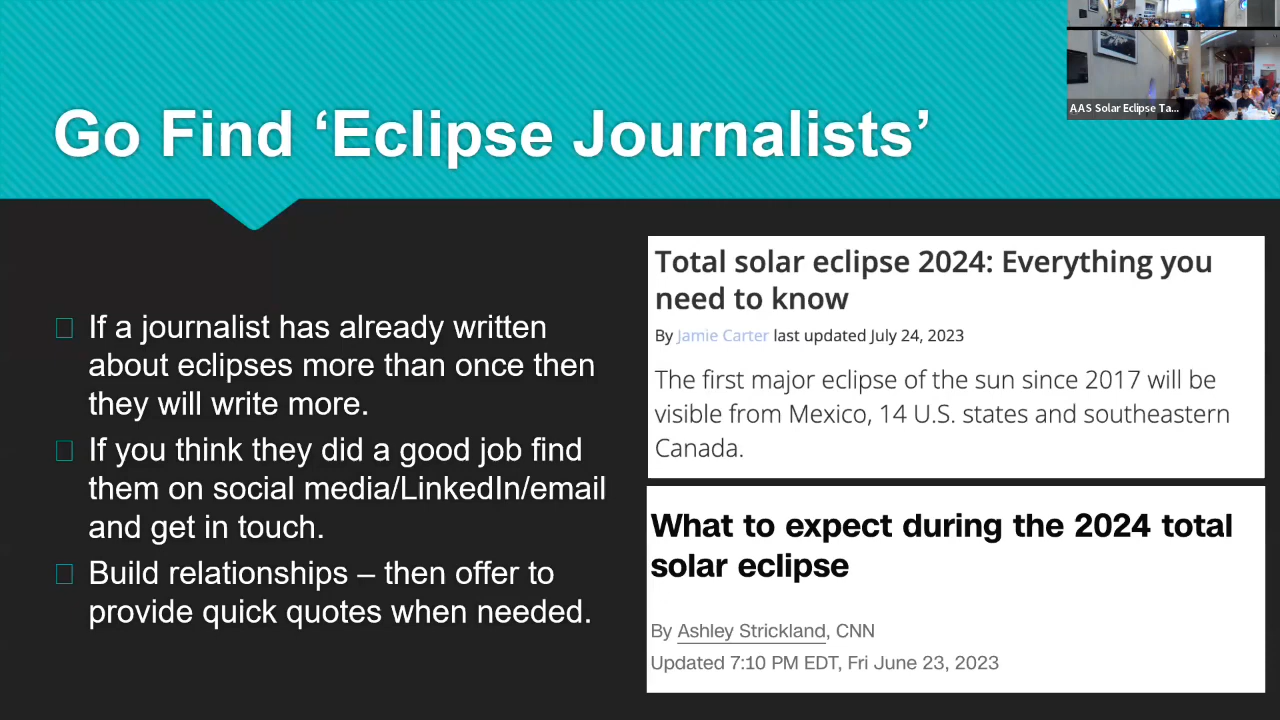 Go Find ‘Eclipse Journalists’
AAS Solar Eclipse Ta...
If a journalist has already written
about eclipses more than once then
they will write more.
If you think they did a good job find
them on social media/LinkedIn/email
and get in touch.
Build relationships – then offer to
provide quick quotes when needed.
Total solar eclipse 2024: Everything you
need to know
By Jamie Carter last updated July 24, 2023
The first major eclipse of the sun since 2017 will be
visible from Mexico, 14 U.S. states and southeastern
Canada.
What to expect during the 2024 total
solar eclipse
By Ashley Strickland, CNN
Updated 7:10 PM EDT, Fri June 23, 2023